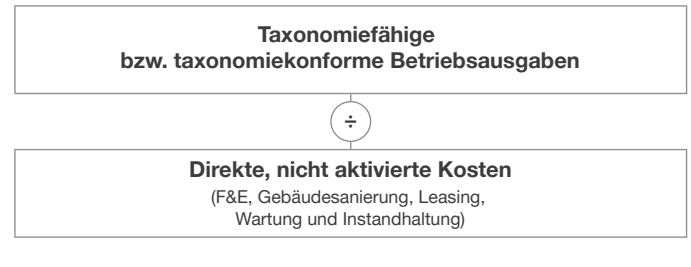 Taxonomiefähige
bzw. taxonomiekonforme Betriebsausgaben
÷
Direkte, nicht aktivierte Kosten
(F&E, Gebäudesanierung, Leasing,
Wartung und Instandhaltung)